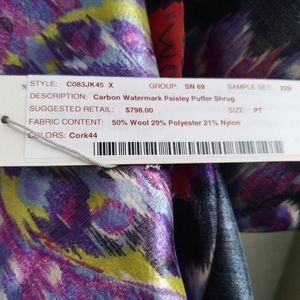 STYLE: C083JK45 X GROUP: SN 69 SAMPLE SET: 229
DESCRIPTION: Carbon Watermark Paisley Puffer Shrug
SUGGESTED RETAIL: $798.00 SIZE: PT
FABRIC CONTENT: 50% Wool 29% Polyester 21% Nylon
COLORS: Cork44